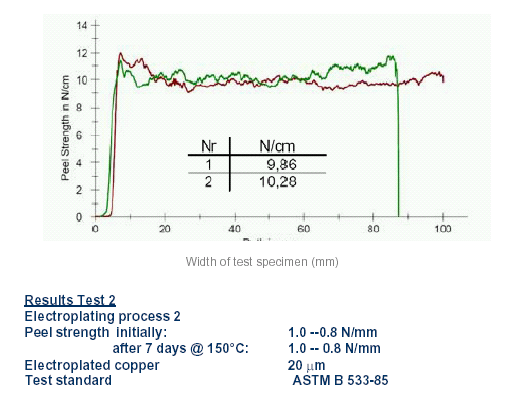 14
12
10
8
6
4
2
0
Peel Strength in N/cm
Nr N/cm
1 9,86
2 10,28
0 20 40 60 80 100
Width of test specimen (mm)
Results Test 2
Electroplating process 2
Peel strength initially: 1.0 --0.8 N/mm
after 7 days @ 150°C: 1.0 -- 0.8 N/mm
Electroplated copper 20 µm
Test standard ASTM B 533-85